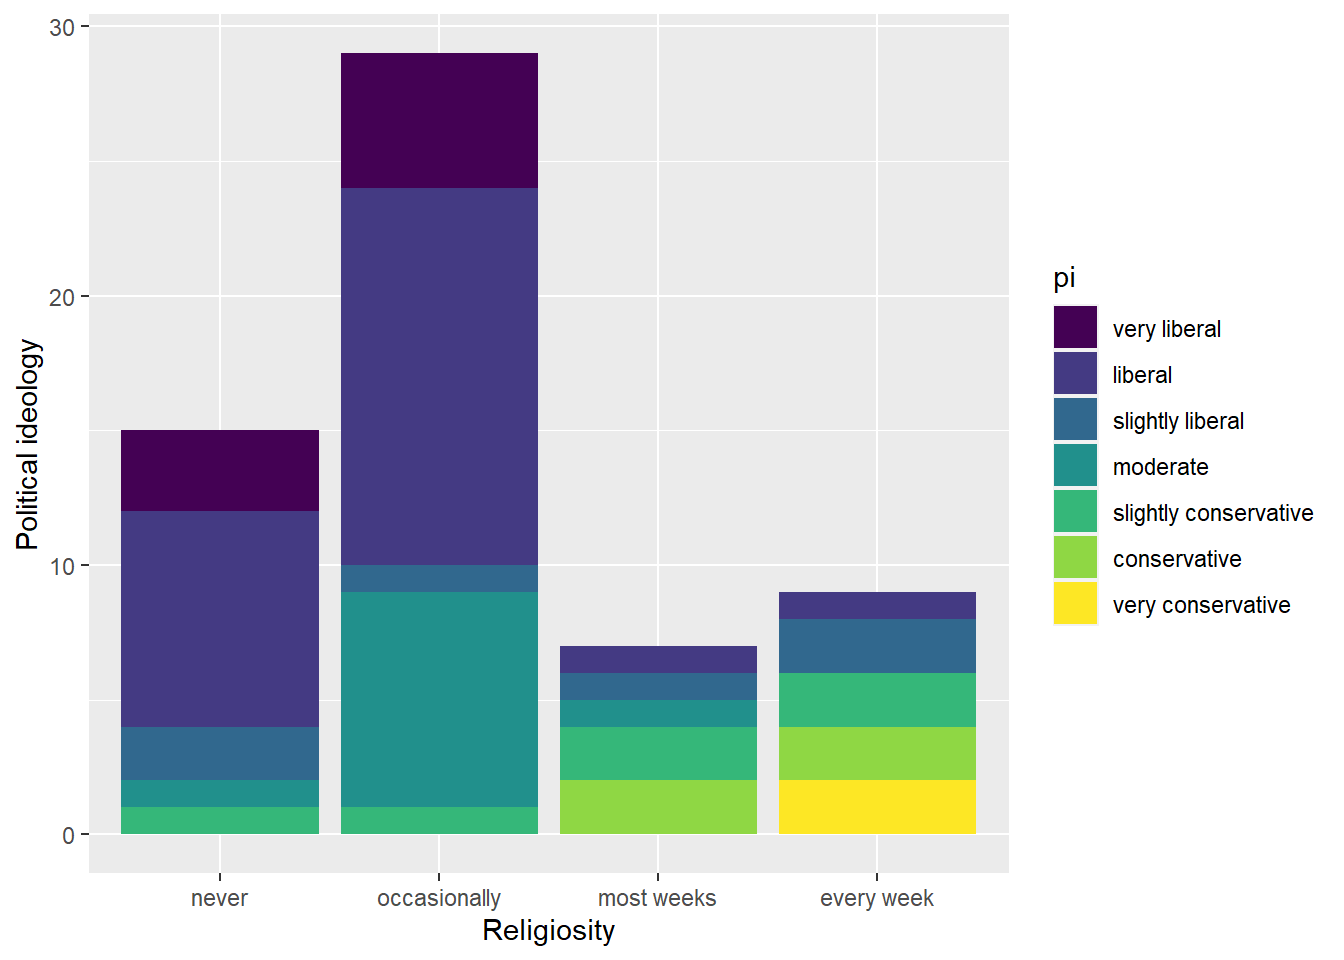 30
20
10
0
Political ideology
never
occasionally
most weeks
every week
Religiosity
pi
very liberal
liberal
slightly liberal
moderate
slightly conservative
conservative
very conservative